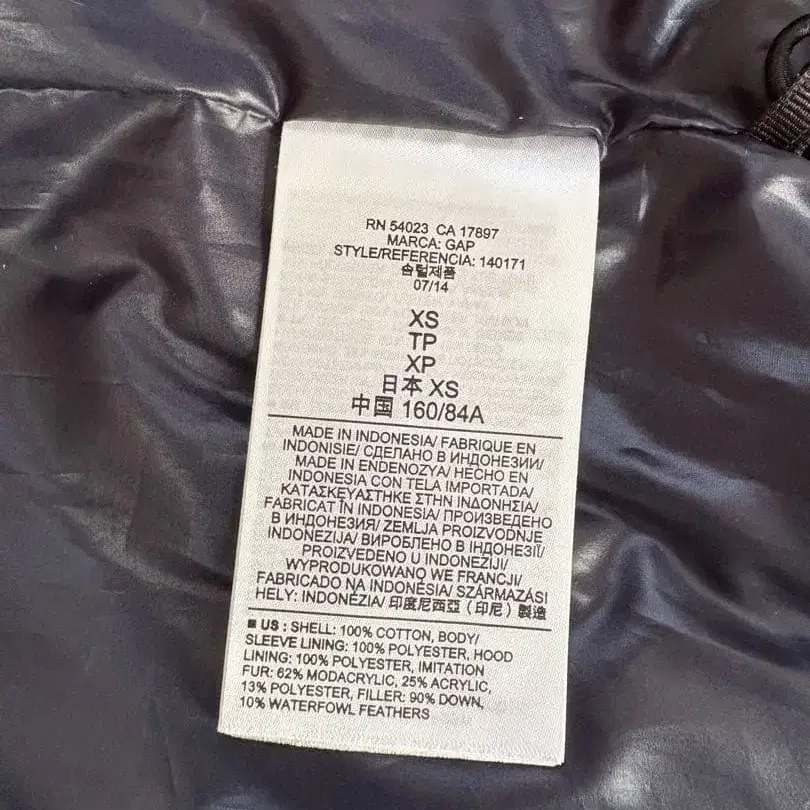 RN 54023 CA 17897
MARCA: GAP
STYLE/REFERENCIA: 140171
솜털제품
07/14
XS
TP
XP
日本 XS
中国 160/84A
MADE IN INDONESIA/ FABRIQUE EN
INDONISIE/ СДЕЛАНО В ИНДОНЕЗИИ/
MADE IN ENDENOZYA/ HECHO EN
INDONESIA CON TELA IMPORTADA/
ΚΑΤΑΣΚΕΥΑΣΤΗΚΕ ΣΤΗΝ ΙΝΔΟΝΗΣΙΑ/
FABRICAT ÎN INDONESIA/ ПРОИЗВЕДЕНО
В ИНДОНЕЗИЯ/ ZEMLJA PROIZVODNJE
INDONEZIJA/ ВИРОБЛЕНО В ІНДОНЕЗІЇ/
PROIZVEDENO U INDONEZIJI/
WYPRODUKOWANO WE FRANCJI/
FABRICADO NA INDONÉSIA/ SZÁRMAZÁSI
HELY: INDONÉZIA/ 印度尼西亞 (印尼) 製造
■ US : SHELL: 100% COTTON, BODY/
SLEEVE LINING: 100% POLYESTER, HOOD
LINING: 100% POLYESTER, IMITATION
FUR: 62% MODACRYLIC, 25% ACRYLIC,
13% POLYESTER, FILLER: 90% DOWN,
10% WATERFOWL FEATHERS